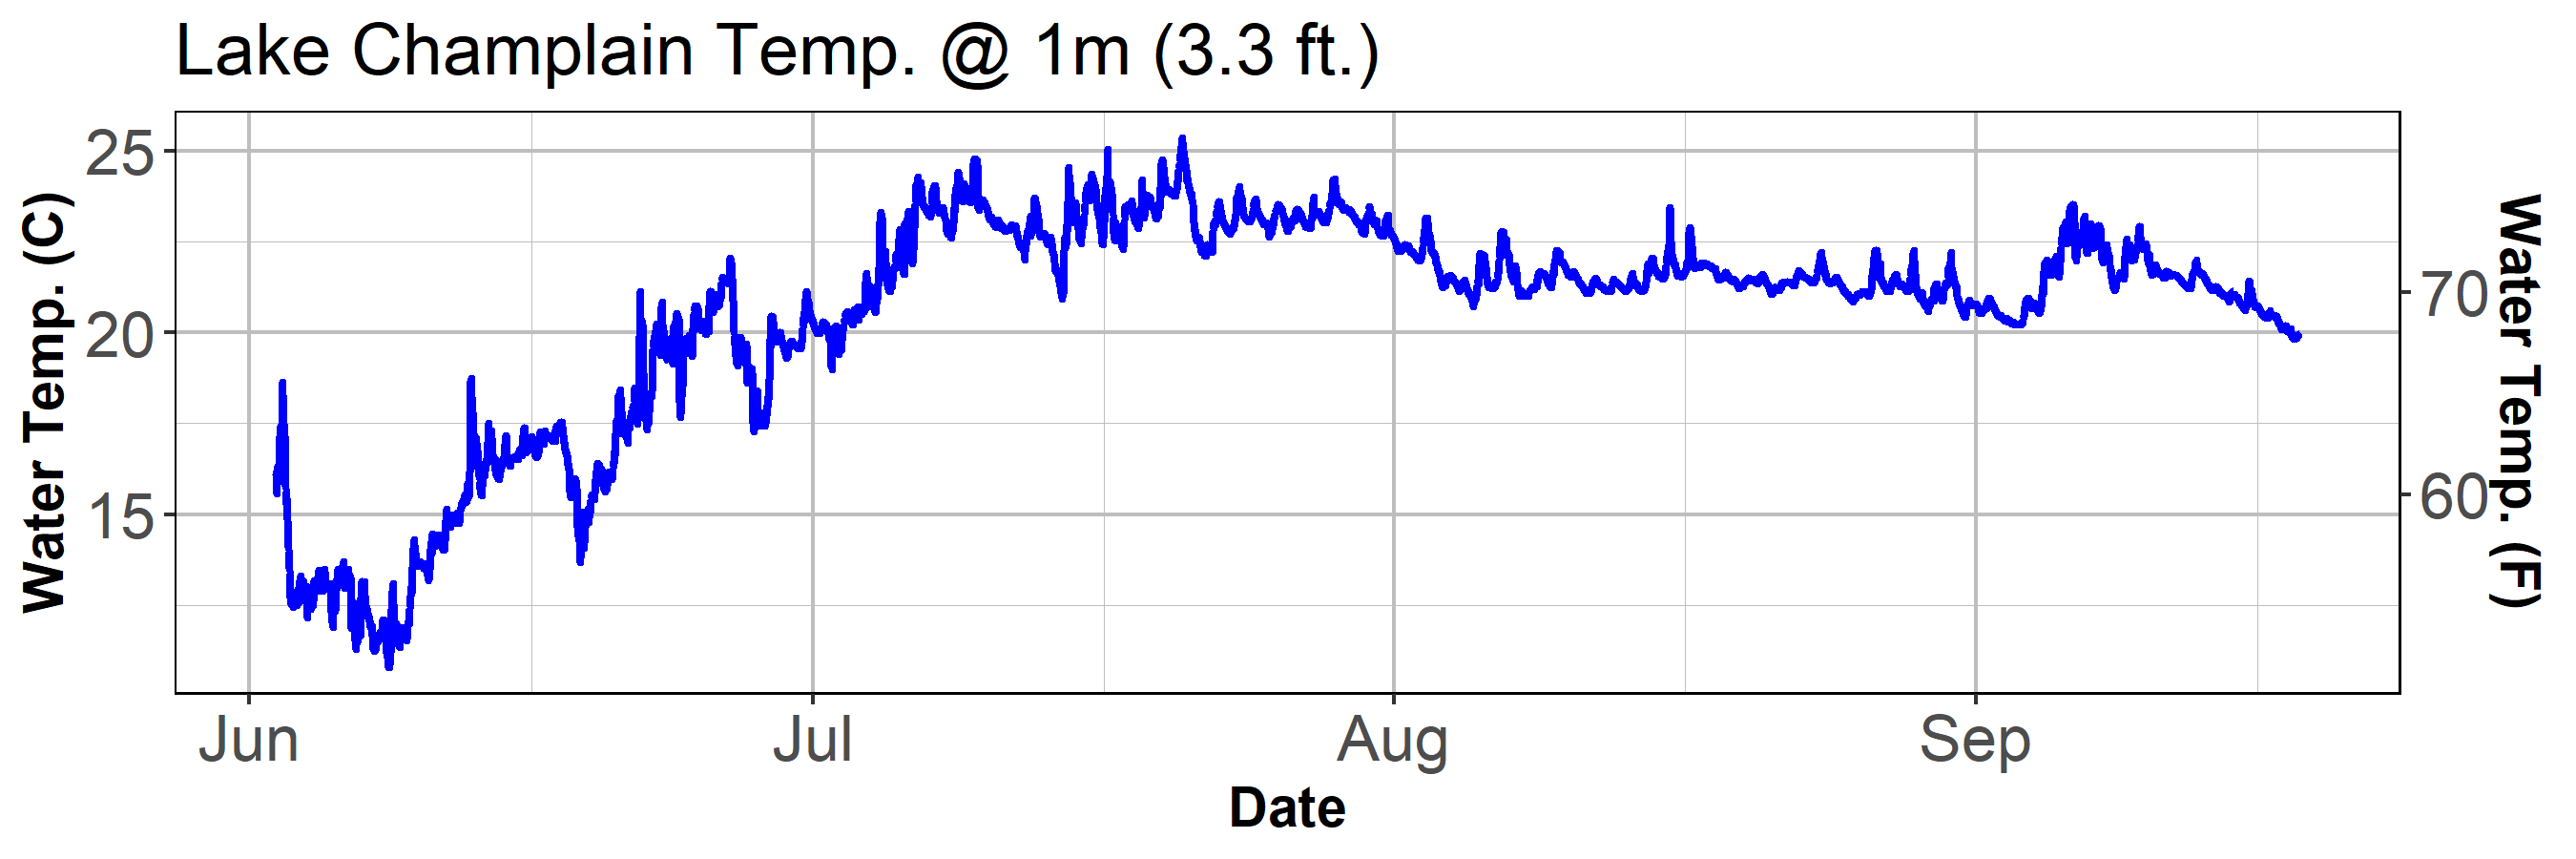 Lake Champlain Temp. @ 1m (3.3 ft.)
Water Temp. (C)
25
20
15
70
60
Water Temp. (F)
Jun Jul Aug Sep
Date